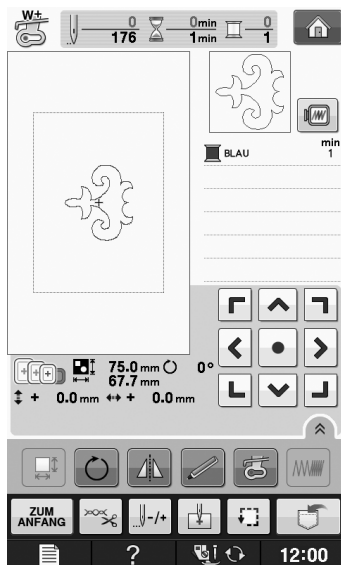 W+
0 0min 0
176 1min 1
min
BLAU 1
75.0 mm 0°
67.7 mm
+ 0.0 mm + 0.0 mm
ZUM
ANFANG
-/+
? 12:00